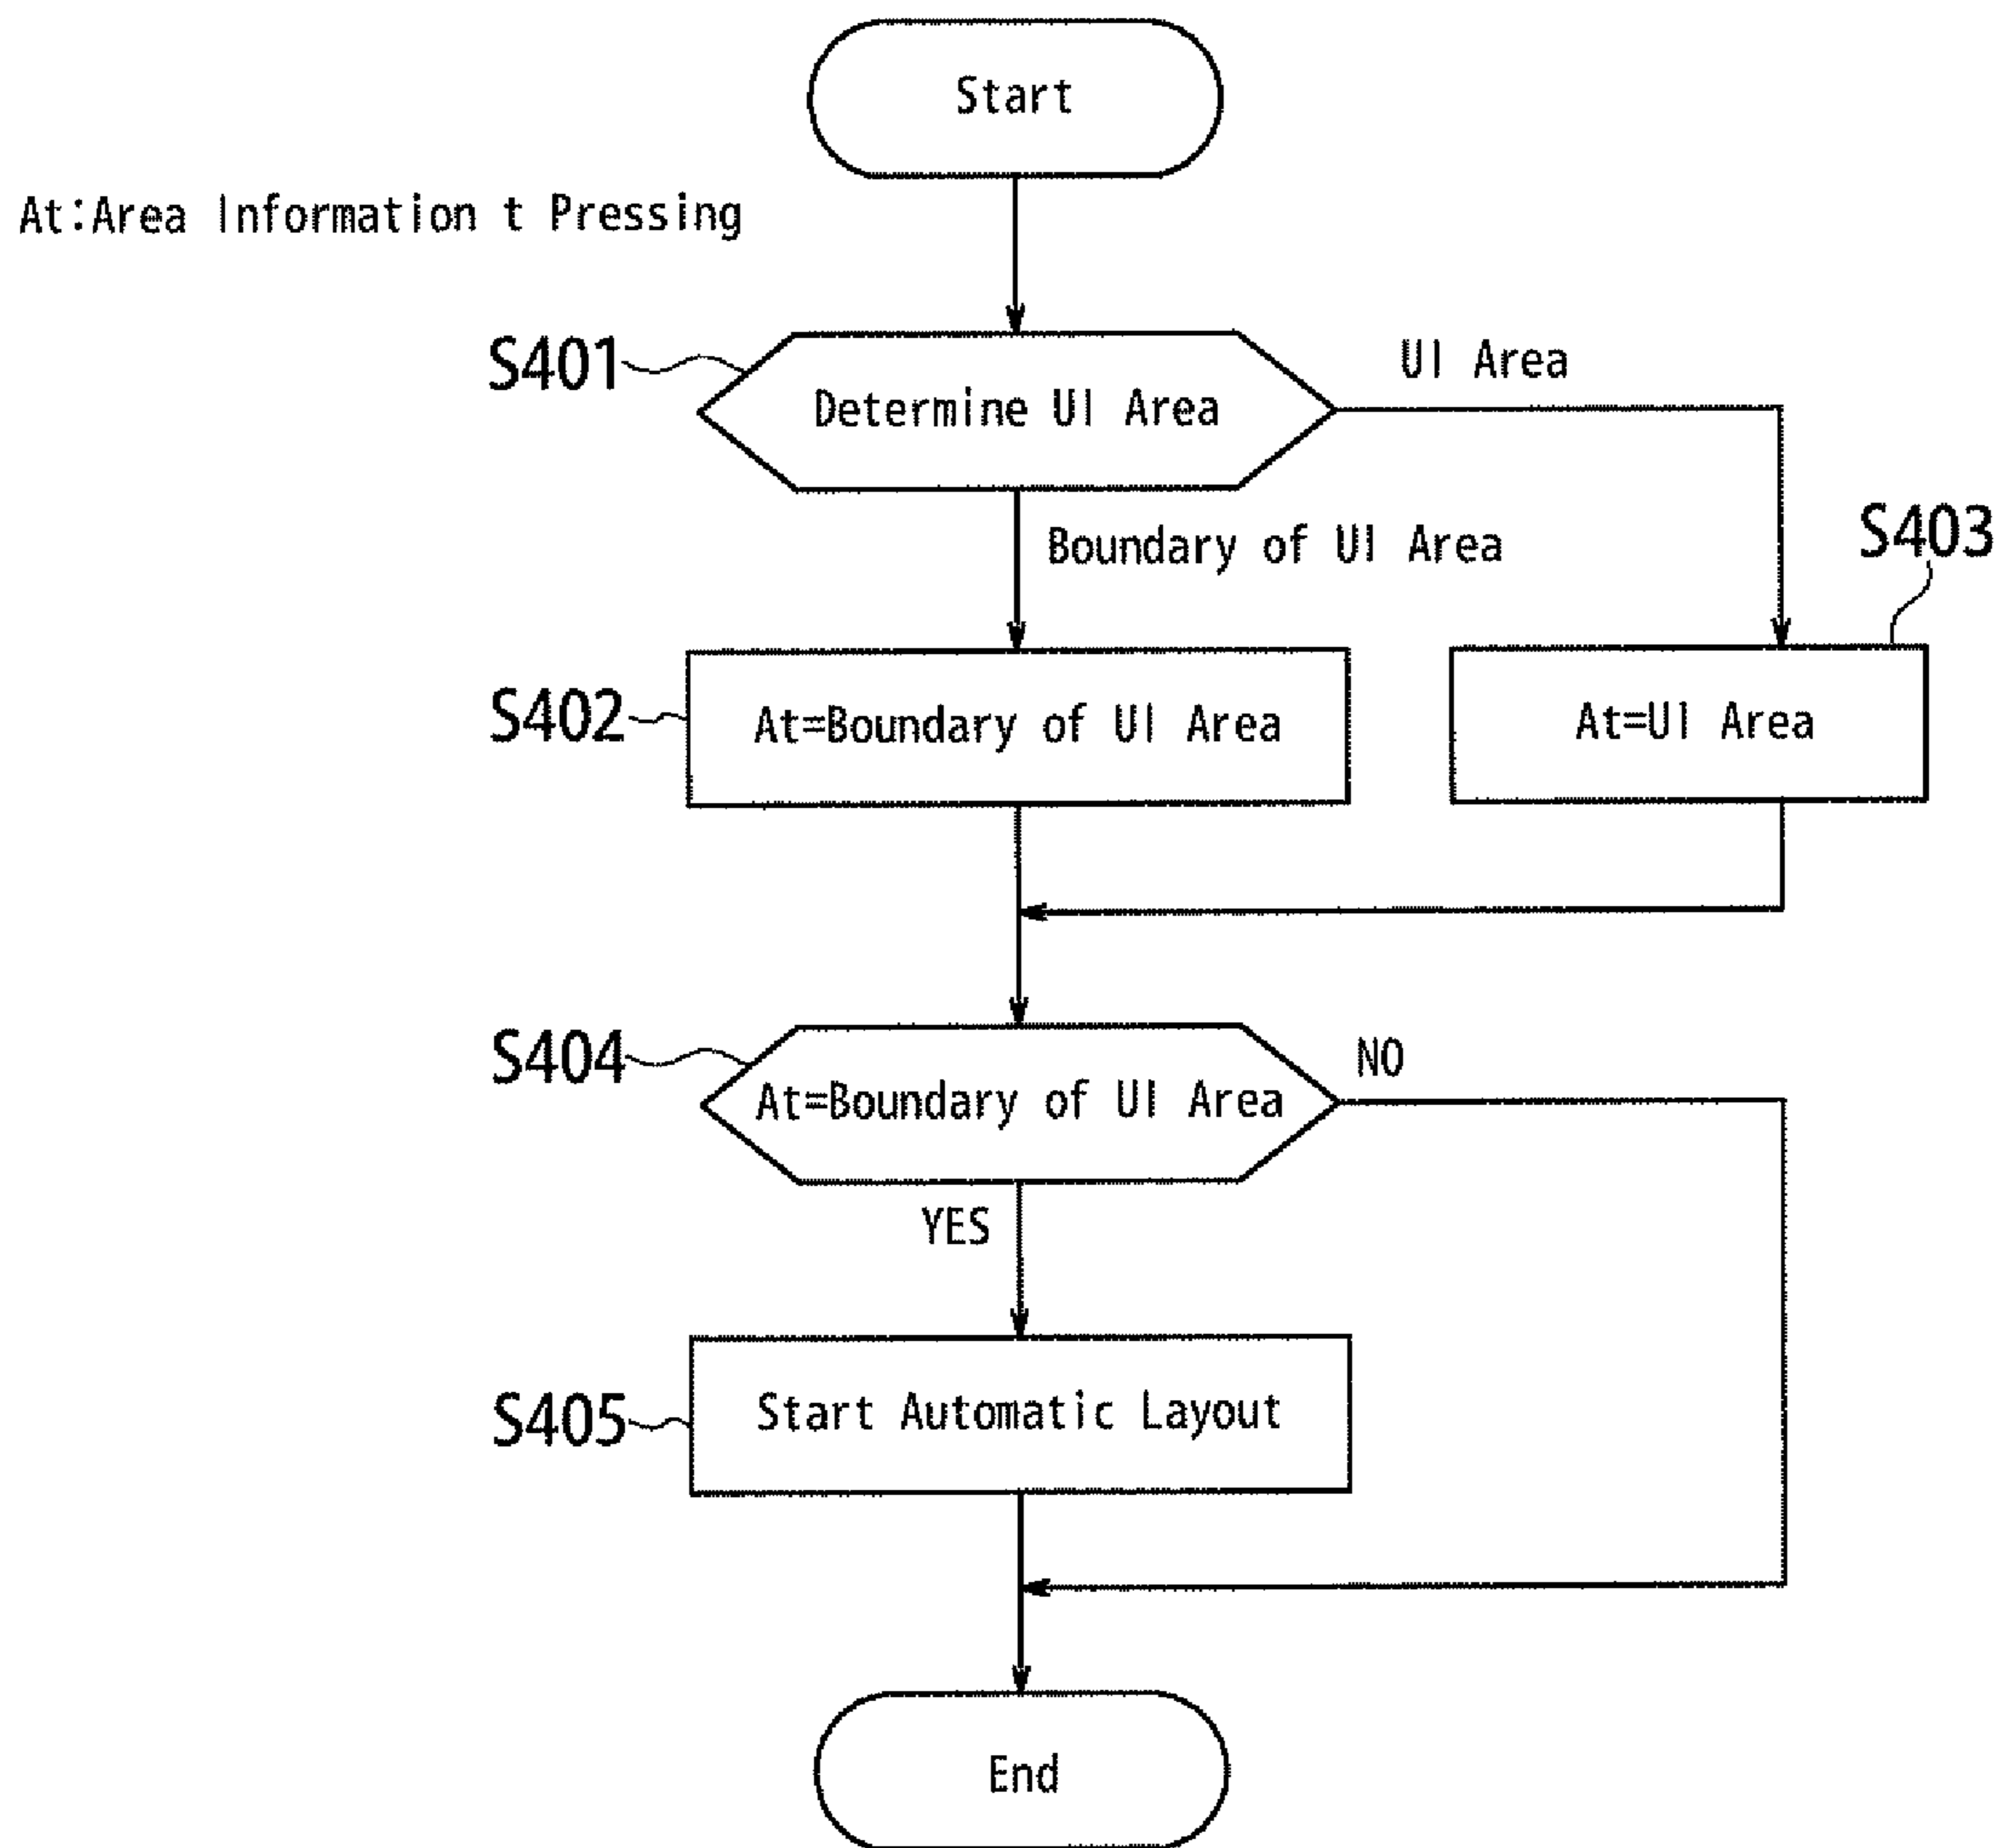 Start
At:Area Information t Pressing
S401
Determine UI Area
UI Area
Boundary of UI Area
S403
S402
At=Boundary of UI Area
At=UI Area
S404
At=Boundary of UI Area
NO
YES
S405
Start Automatic Layout
End